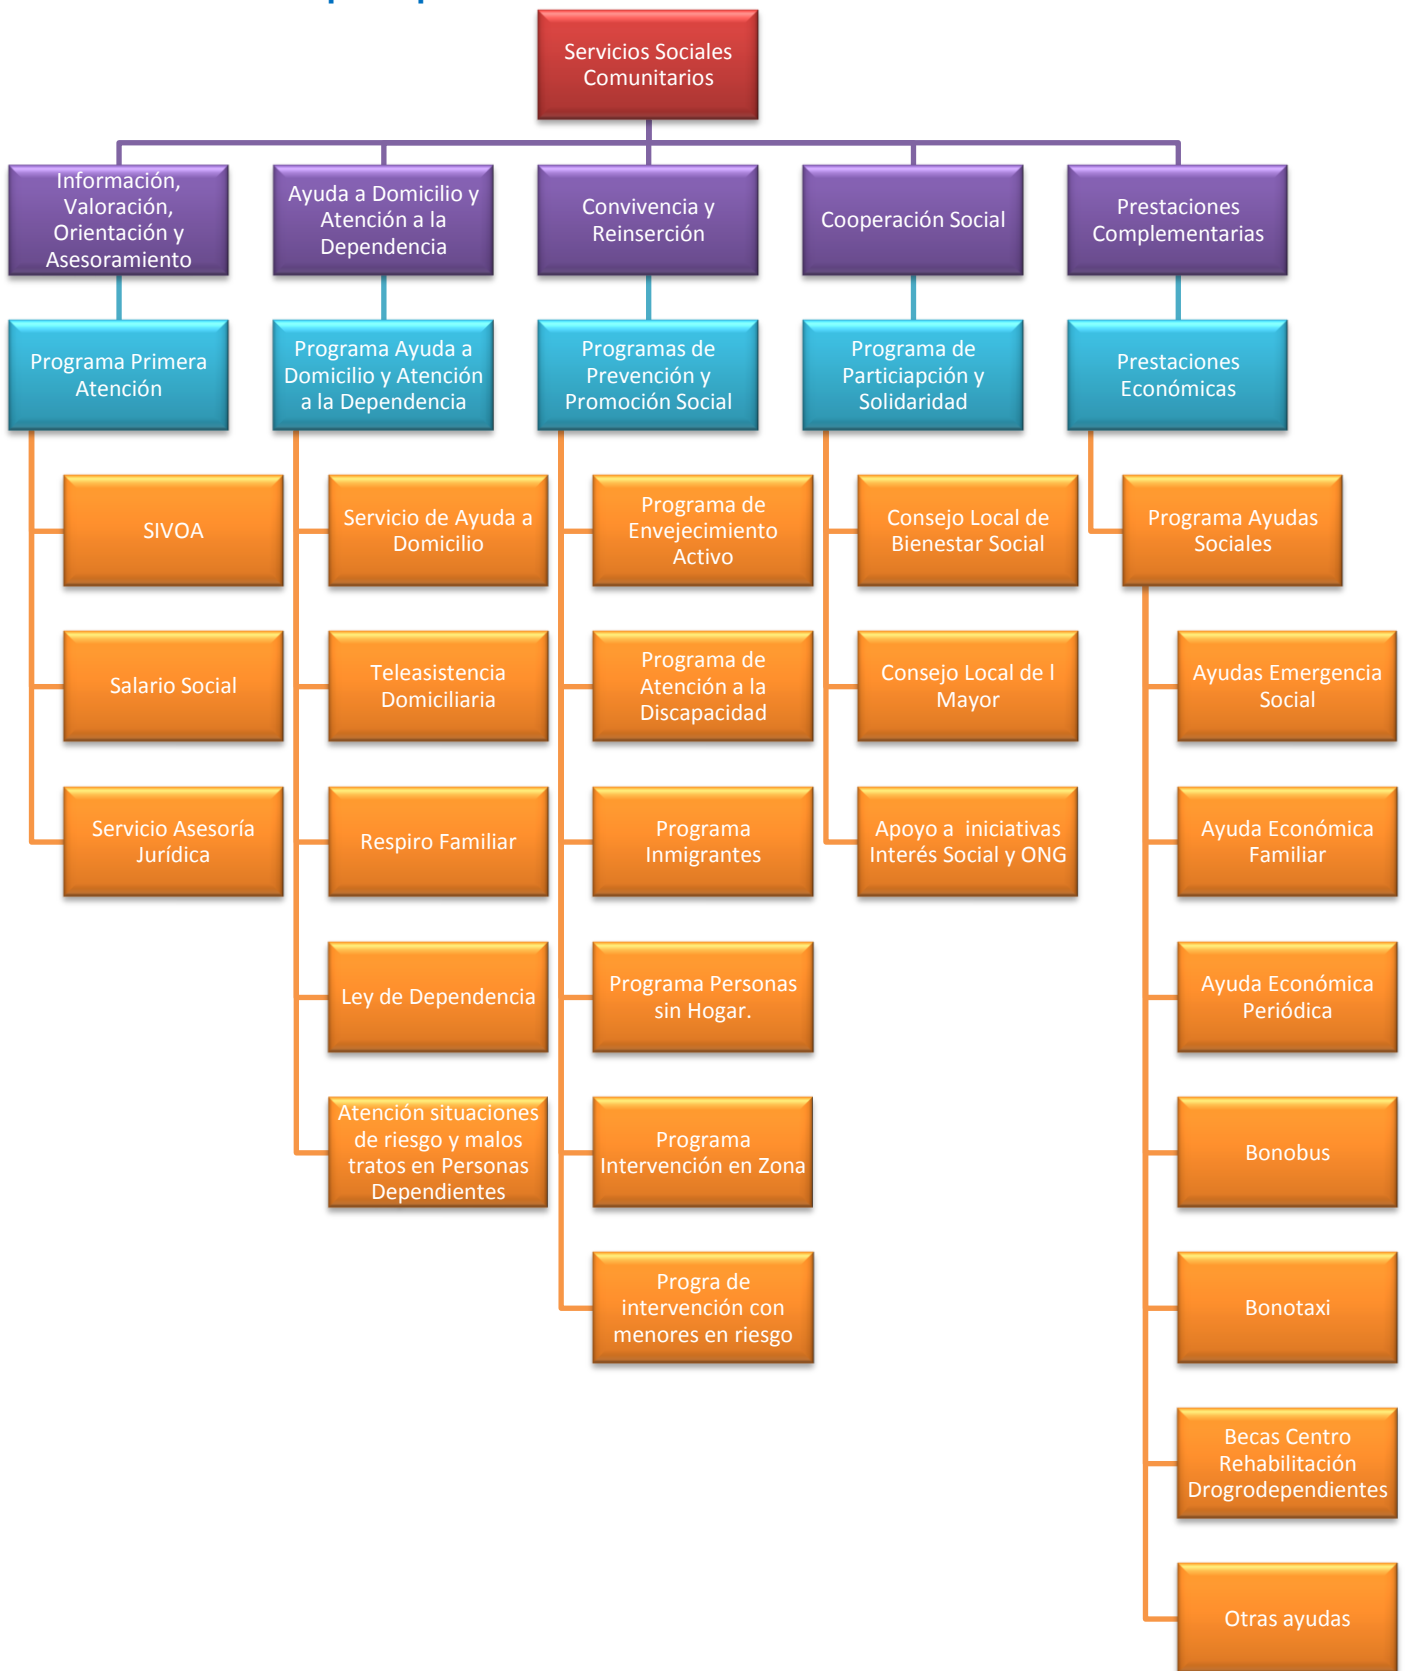 Servicios Sociales
Comunitarios
Información,
Valoración,
Orientación y
Asesoramiento
Ayuda a Domicilio y
Atención a la
Dependencia
Convivencia y
Reinserción
Cooperación Social
Prestaciones
Complementarias
Programa Primera
Atención
Programa Ayuda a
Domicilio y Atención
a la Dependencia
Programas de
Prevención y
Promoción Social
Programa de
Particiapción y
Solidaridad
Prestaciones
Económicas
SIVOA
Salario Social
Servicio Asesoría
Jurídica
Servicio de Ayuda a
Domicilio
Teleasistencia
Domiciliaria
Respiro Familiar
Ley de Dependencia
Atención situaciones
de riesgo y malos
tratos en Personas
Dependientes
Programa de
Envejecimiento
Activo
Programa de
Atención a la
Discapacidad
Programa
Inmigrantes
Programa Personas
sin Hogar.
Programa
Intervención en Zona
Progra de
intervención con
menores en riesgo
Consejo Local de
Bienestar Social
Consejo Local de l
Mayor
Apoyo a  iniciativas
Interés Social y ONG
Programa Ayudas
Sociales
Ayudas Emergencia
Social
Ayuda Económica
Familiar
Ayuda Económica
Periódica
Bonobus
Bonotaxi
Becas Centro
Rehabilitación
Drogrodependientes
Otras ayudas